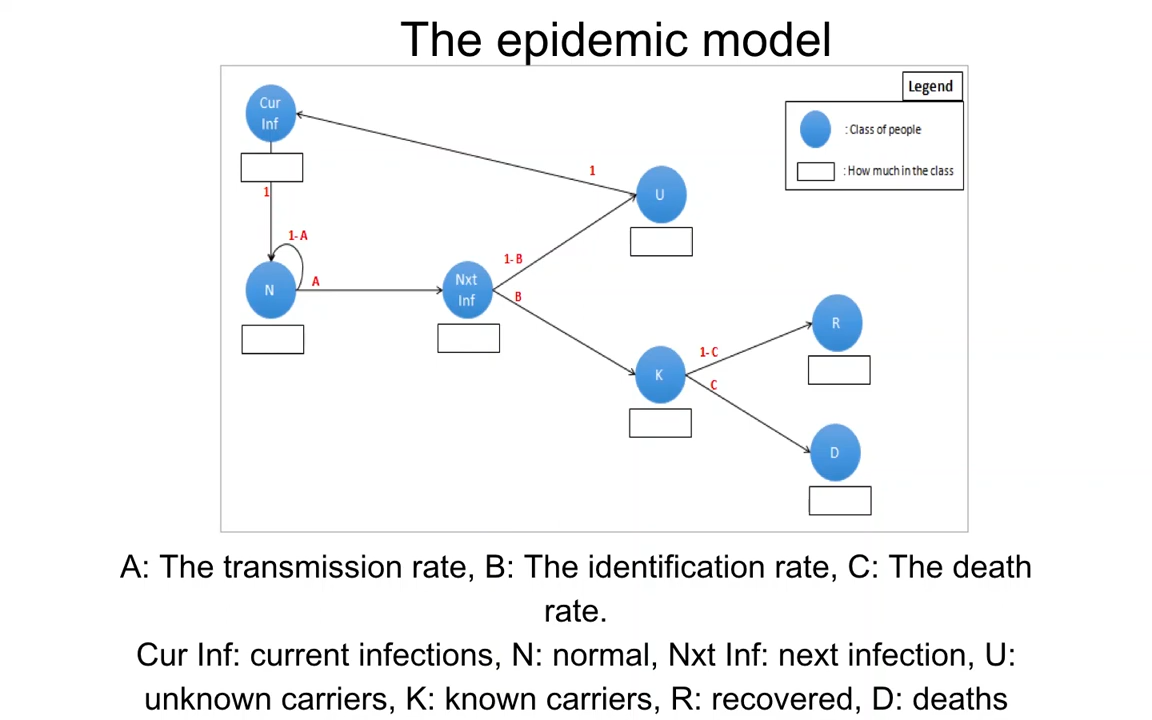 The epidemic model
Legend
: Class of people
: How much in the class
Cur
Inf
1
1
U
1- A
N
A
Nxt
Inf
1- B
B
K
1- C
C
R
D
A: The transmission rate, B: The identification rate, C: The death
rate.
Cur Inf: current infections, N: normal, Nxt Inf: next infection, U:
unknown carriers, K: known carriers, R: recovered, D: deaths